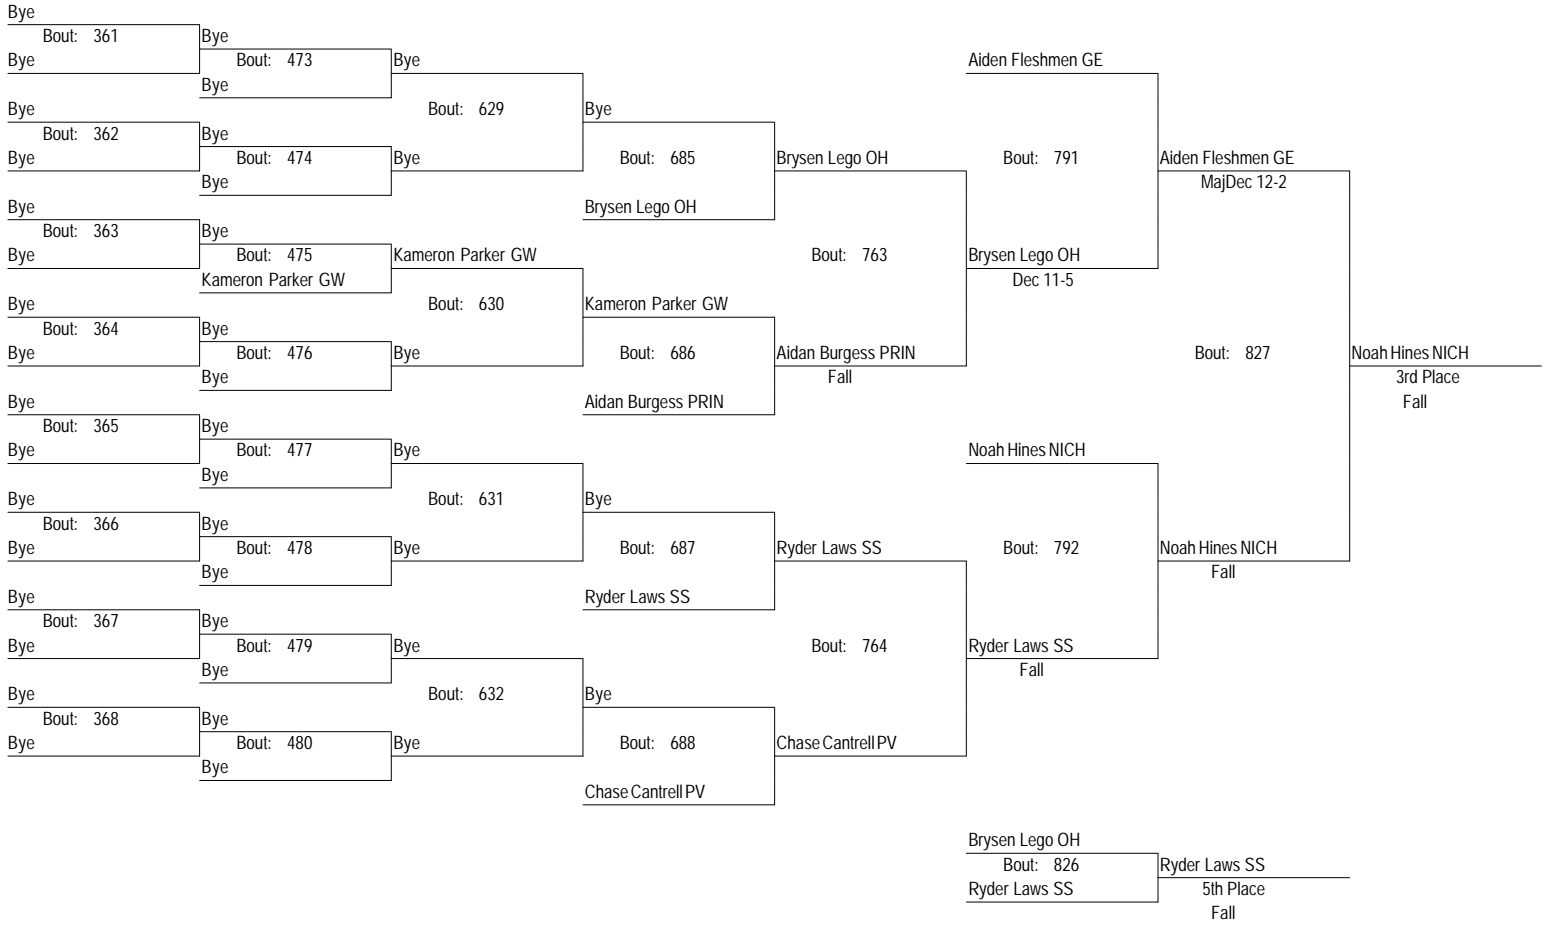 Bye
Bout: 361 Bye
Bye Bout: 473 Bye Aiden Fleshmen GE
Bye
Bye Bout: 629 Bye
Bout: 362 Bye
Bye Bout: 474 Bye Bout: 685 Brysen Lego OH Bout: 791 Aiden Fleshmen GE
Bye MajDec 12-2
Bye Brysen Lego OH
Bout: 363 Bye
Bye Bout: 475 Kameron Parker GW Bout: 763 Brysen Lego OH
Kameron Parker GW Dec 11-5
Bye Bout: 630 Kameron Parker GW
Bout: 364 Bye
Bye Bout: 476 Bye Bout: 686 Aidan Burgess PRIN Bout: 827 Noah Hines NICH
Bye Fall 3rd Place
Bye Aidan Burgess PRIN Fall
Bout: 365 Bye
Bye Bout: 477 Bye Noah Hines NICH
Bye
Bye Bout: 631 Bye
Bout: 366 Bye
Bye Bout: 478 Bye Bout: 687 Ryder Laws SS Bout: 792 Noah Hines NICH
Bye Fall
Bye Ryder Laws SS
Bout: 367 Bye
Bye Bout: 479 Bye Bout: 764 Ryder Laws SS
Bye Fall
Bye Bout: 632 Bye
Bout: 368 Bye
Bye Bout: 480 Bye Bout: 688 Chase Cantrell PV
Bye
Chase Cantrell PV
Brysen Lego OH
Bout: 826 Ryder Laws SS
Ryder Laws SS 5th Place
Fall